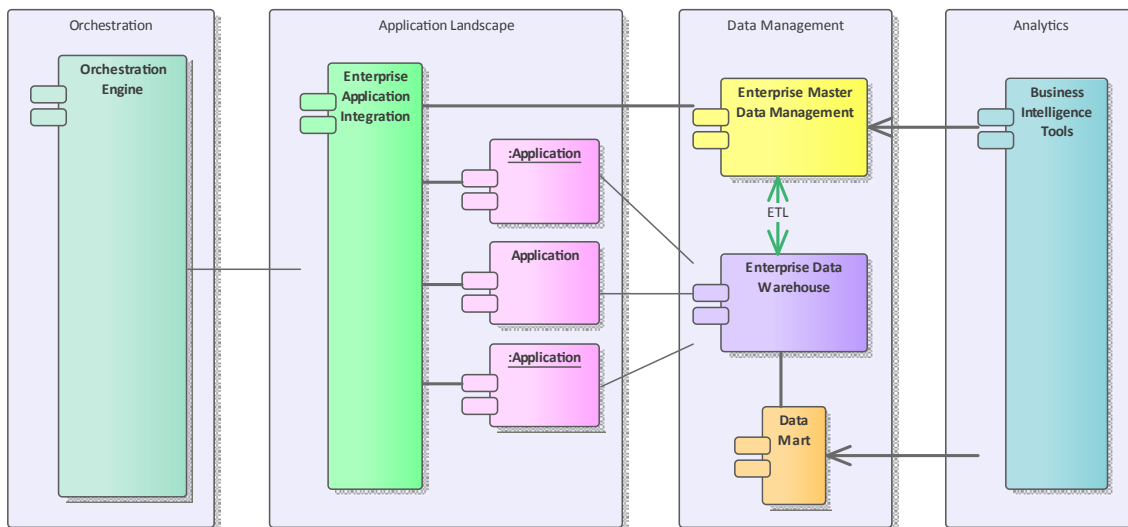 Orchestration
Orchestration
Engine
Application Landscape
Enterprise
Application
Integration
:Application
Application
:Application
Data Management
Enterprise Master
Data Management
ETL
Enterprise Data
Warehouse
Data
Mart
Analytics
Business
Intelligence
Tools